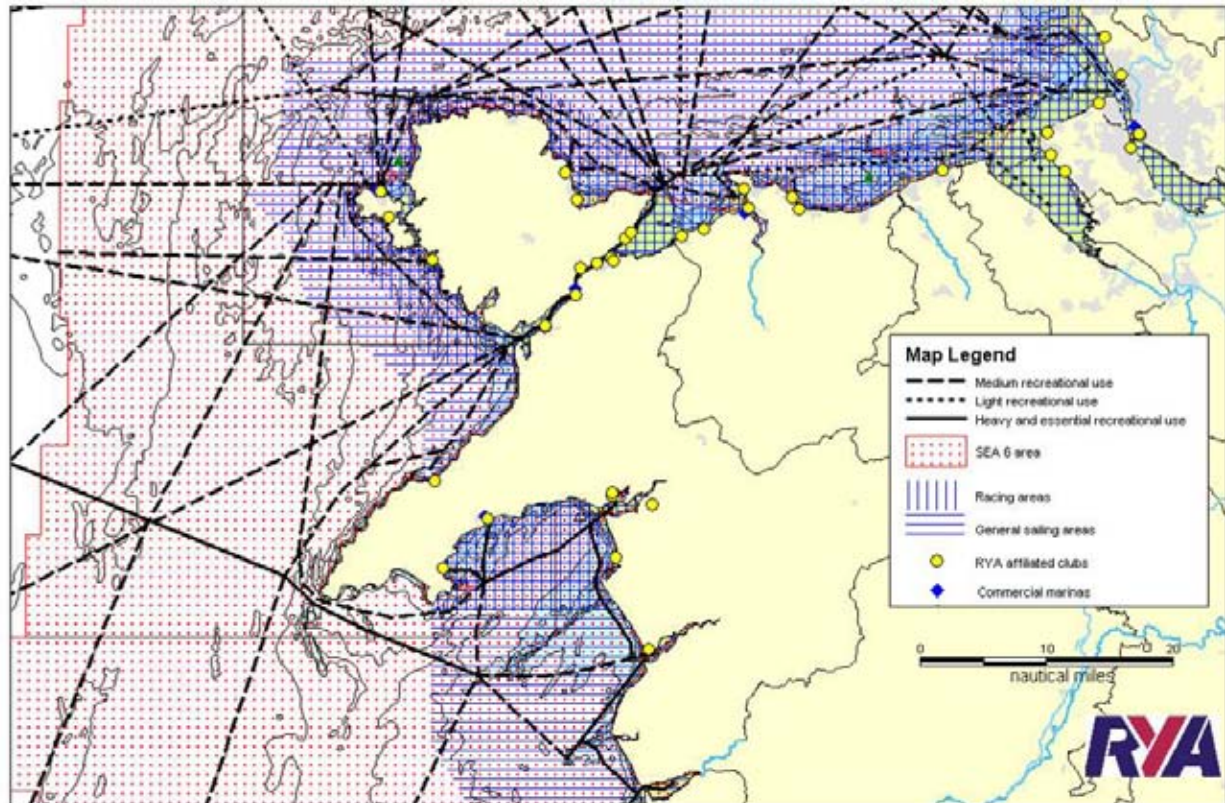 Map Legend
Medium recreational use
Light recreational use
Heavy and essential recreational use
SEA 6 area
Racing areas
General sailing areas
RYA affiliated clubs
Commercial marinas
0 10 20
nautical miles
RYA